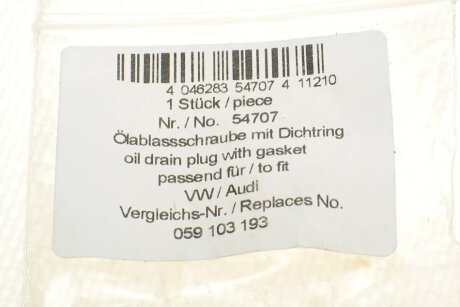 4 046283 54707 4 11210
1 Stück / piece
Nr. / No. 54707
Ölablassschraube mit Dichtring
oil drain plug with gasket
passend für / to fit
VW / Audi
Vergleichs-Nr. / Replaces No.
059 103 193